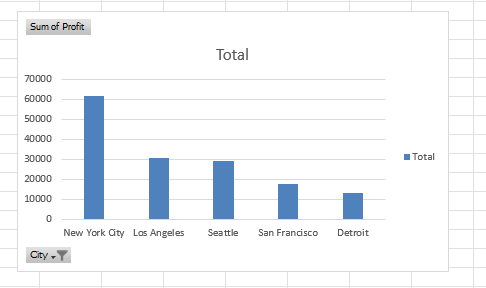 Sum of Profit
Total
70000
60000
50000
40000
30000
20000
10000
0
New York City Los Angeles Seattle San Francisco Detroit
Total
City